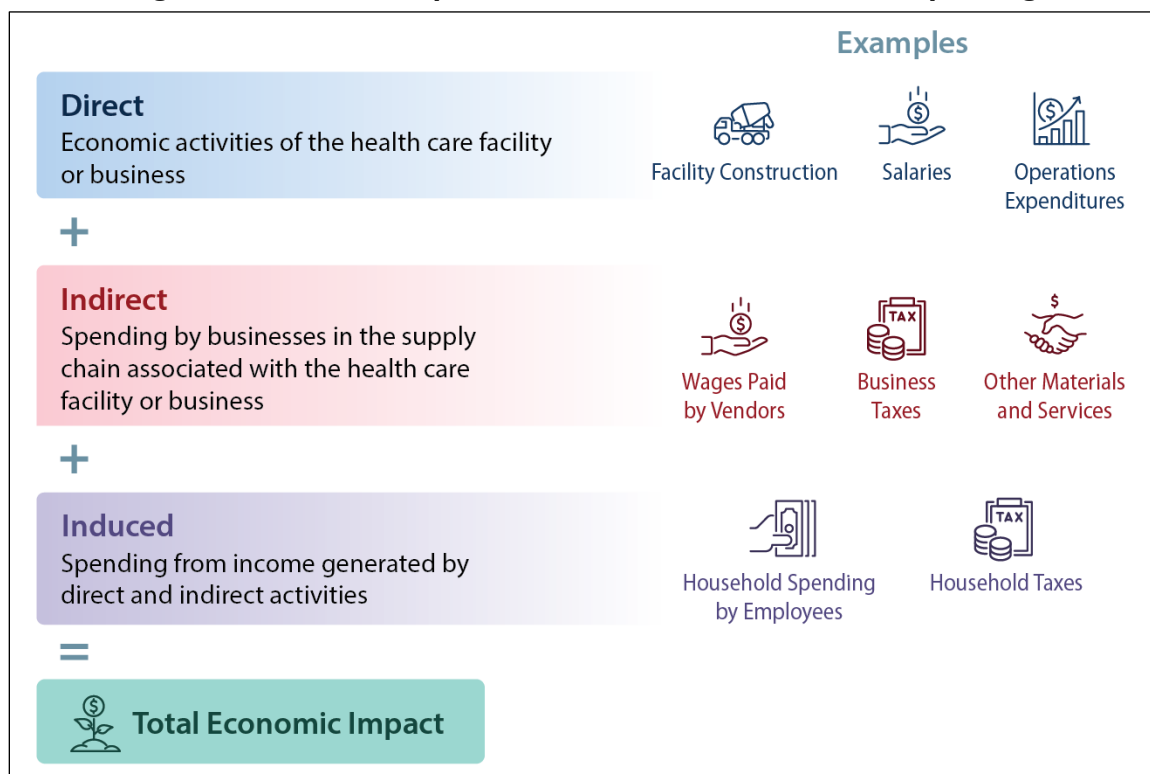 Examples
Direct
Economic activities of the health care facility
or business
Facility Construction
Salaries
Operations
Expenditures
+
Indirect
Spending by businesses in the supply
chain associated with the health care
facility or business
$
TAX
$
Wages Paid
by Vendors
Business
Taxes
Other Materials
and Services
+
Induced
Spending from income generated by
direct and indirect activities
TAX
Household Spending
by Employees
Household Taxes
=
$
Total Economic Impact